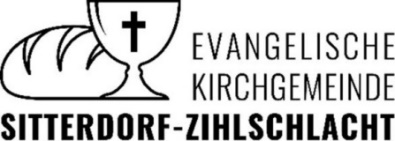 EVANGELISCHE
KIRCHGEMEINDE
SITTERDORF-ZIHLSCHLACHT